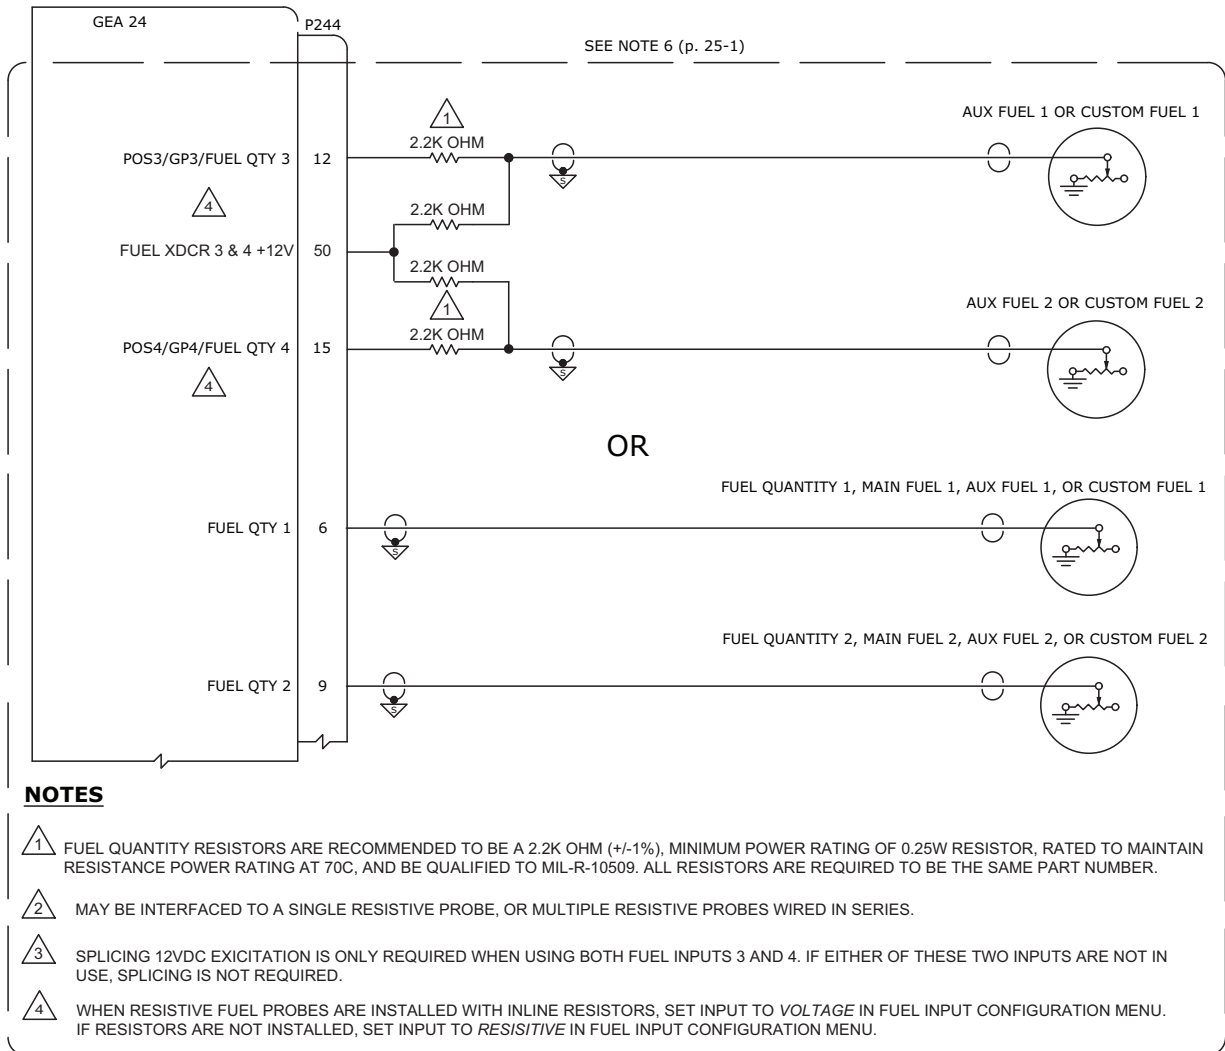 GEA 24
P244
SEE NOTE 6 (p. 25-1)
AUX FUEL 1 OR CUSTOM FUEL 1
1
2.2K OHM
POS3/GP3/FUEL QTY 3
12
S
4
2.2K OHM
FUEL XDCR 3 & 4 +12V
50
2.2K OHM
1
AUX FUEL 2 OR CUSTOM FUEL 2
2.2K OHM
POS4/GP4/FUEL QTY 4
15
S
4
OR
FUEL QUANTITY 1, MAIN FUEL 1, AUX FUEL 1, OR CUSTOM FUEL 1
FUEL QTY 1
6
S
FUEL QUANTITY 2, MAIN FUEL 2, AUX FUEL 2, OR CUSTOM FUEL 2
FUEL QTY 2
9
S
NOTES
1 FUEL QUANTITY RESISTORS ARE RECOMMENDED TO BE A 2.2K OHM (+/-1%), MINIMUM POWER RATING OF 0.25W RESISTOR, RATED TO MAINTAIN
RESISTANCE POWER RATING AT 70C, AND BE QUALIFIED TO MIL-R-10509. ALL RESISTORS ARE REQUIRED TO BE THE SAME PART NUMBER.
2 MAY BE INTERFACED TO A SINGLE RESISTIVE PROBE, OR MULTIPLE RESISTIVE PROBES WIRED IN SERIES.
3 SPLICING 12VDC EXICITATION IS ONLY REQUIRED WHEN USING BOTH FUEL INPUTS 3 AND 4. IF EITHER OF THESE TWO INPUTS ARE NOT IN
USE, SPLICING IS NOT REQUIRED.
4 WHEN RESISTIVE FUEL PROBES ARE INSTALLED WITH INLINE RESISTORS, SET INPUT TO VOLTAGE IN FUEL INPUT CONFIGURATION MENU.
IF RESISTORS ARE NOT INSTALLED, SET INPUT TO RESISITIVE IN FUEL INPUT CONFIGURATION MENU.